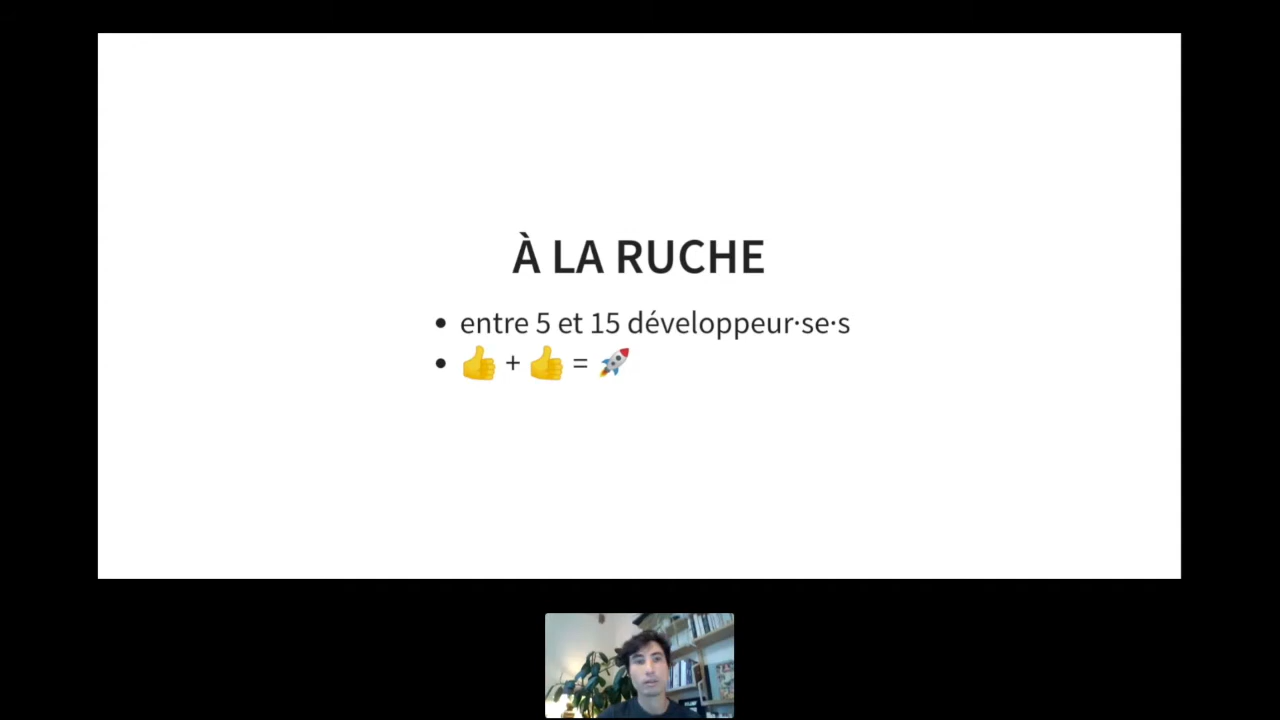 À LA RUCHE
• entre 5 et 15 développeur·se·s
• 👍 + 👍 = 🚀